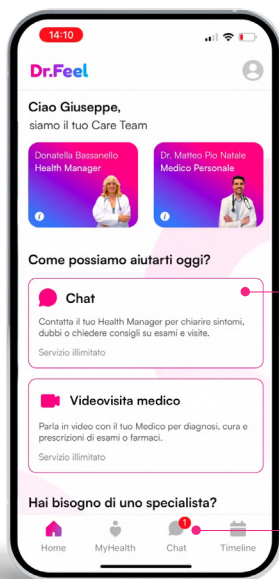 14:10
Dr.Feel
Ciao Giuseppe,
siamo il tuo Care Team
Donatella Bassanello
Health Manager
Dr. Matteo Pio Natale
Medico Personale
Come possiamo aiutarti oggi?
Chat
Contatta il tuo Health Manager per chiarire sintomi,
dubbi o chiedere consigli su esami e visite.
Servizio illimitato
Videovisita medico
Parla in video con il tuo Medico per diagnosi, cura e
prescrizioni di esami o farmaci.
Servizio illimitato
Hai bisogno di uno specialista?
1
Home MyHealth Chat Timeline